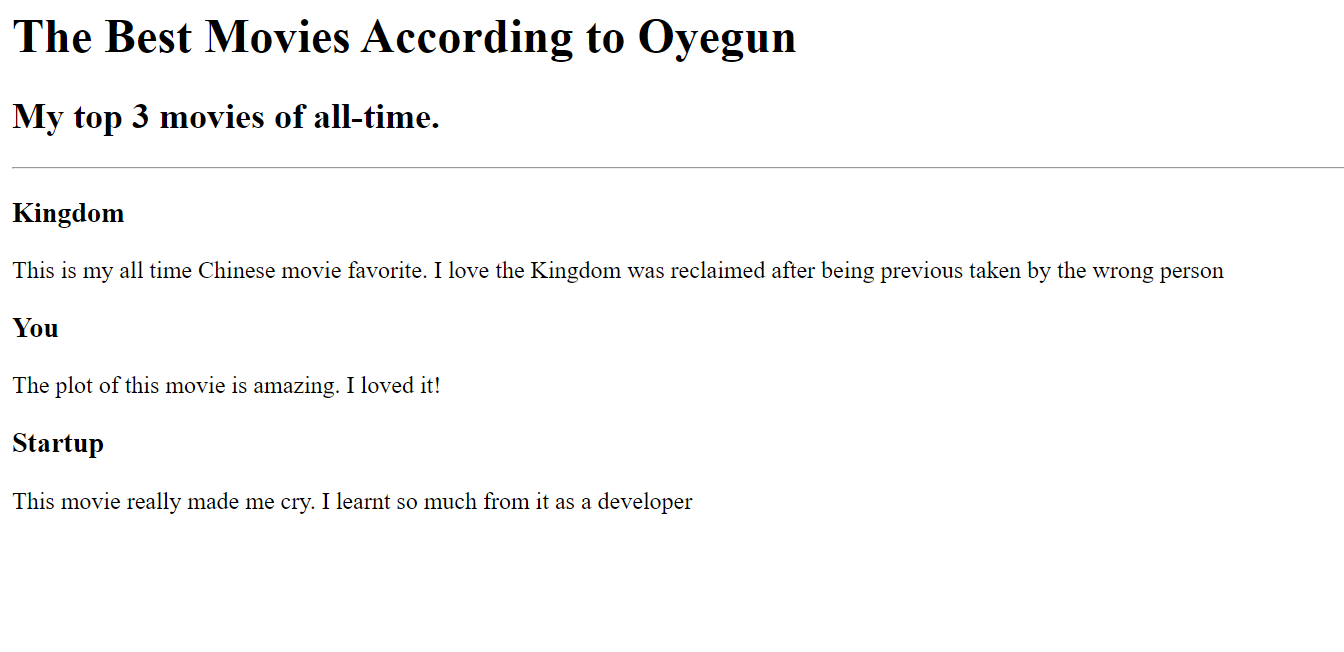 The Best Movies According to Oyegun
My top 3 movies of all-time.
Kingdom
This is my all time Chinese movie favorite. I love the Kingdom was reclaimed after being previous taken by the wrong person
You
The plot of this movie is amazing. I loved it!
Startup
This movie really made me cry. I learnt so much from it as a developer